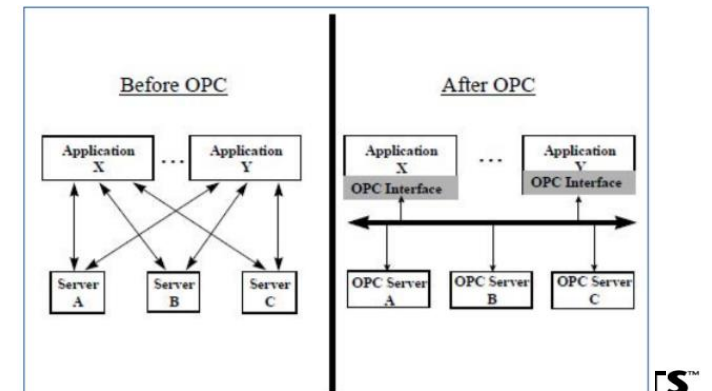 Before OPC
Application
X
...
Application
Y
Server
A
Server
B
Server
C
After OPC
Application
X
OPC Interface
...
Application
Y
OPC Interface
OPC Server
A
OPC Server
B
OPC Server
C
S™